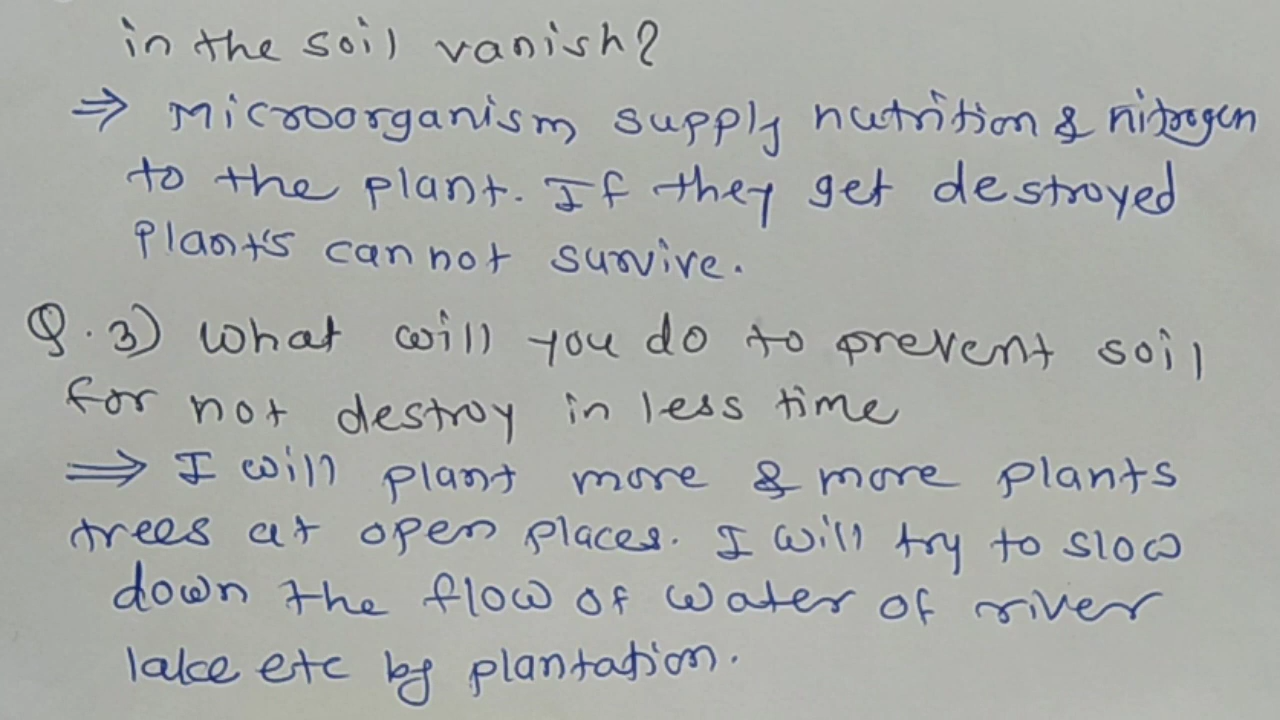 in the soil vanish?
⇒ Microorganism supply nutrition & nitrogen
to the plant. If they get destroyed
Plant's can not survive.
Q.3) What will you do to prevent soil
for not destroy in less time
⇒ I will plant more & more plants
trees at open places. I will try to slow
down the flow of water of river
lake etc by plantation.